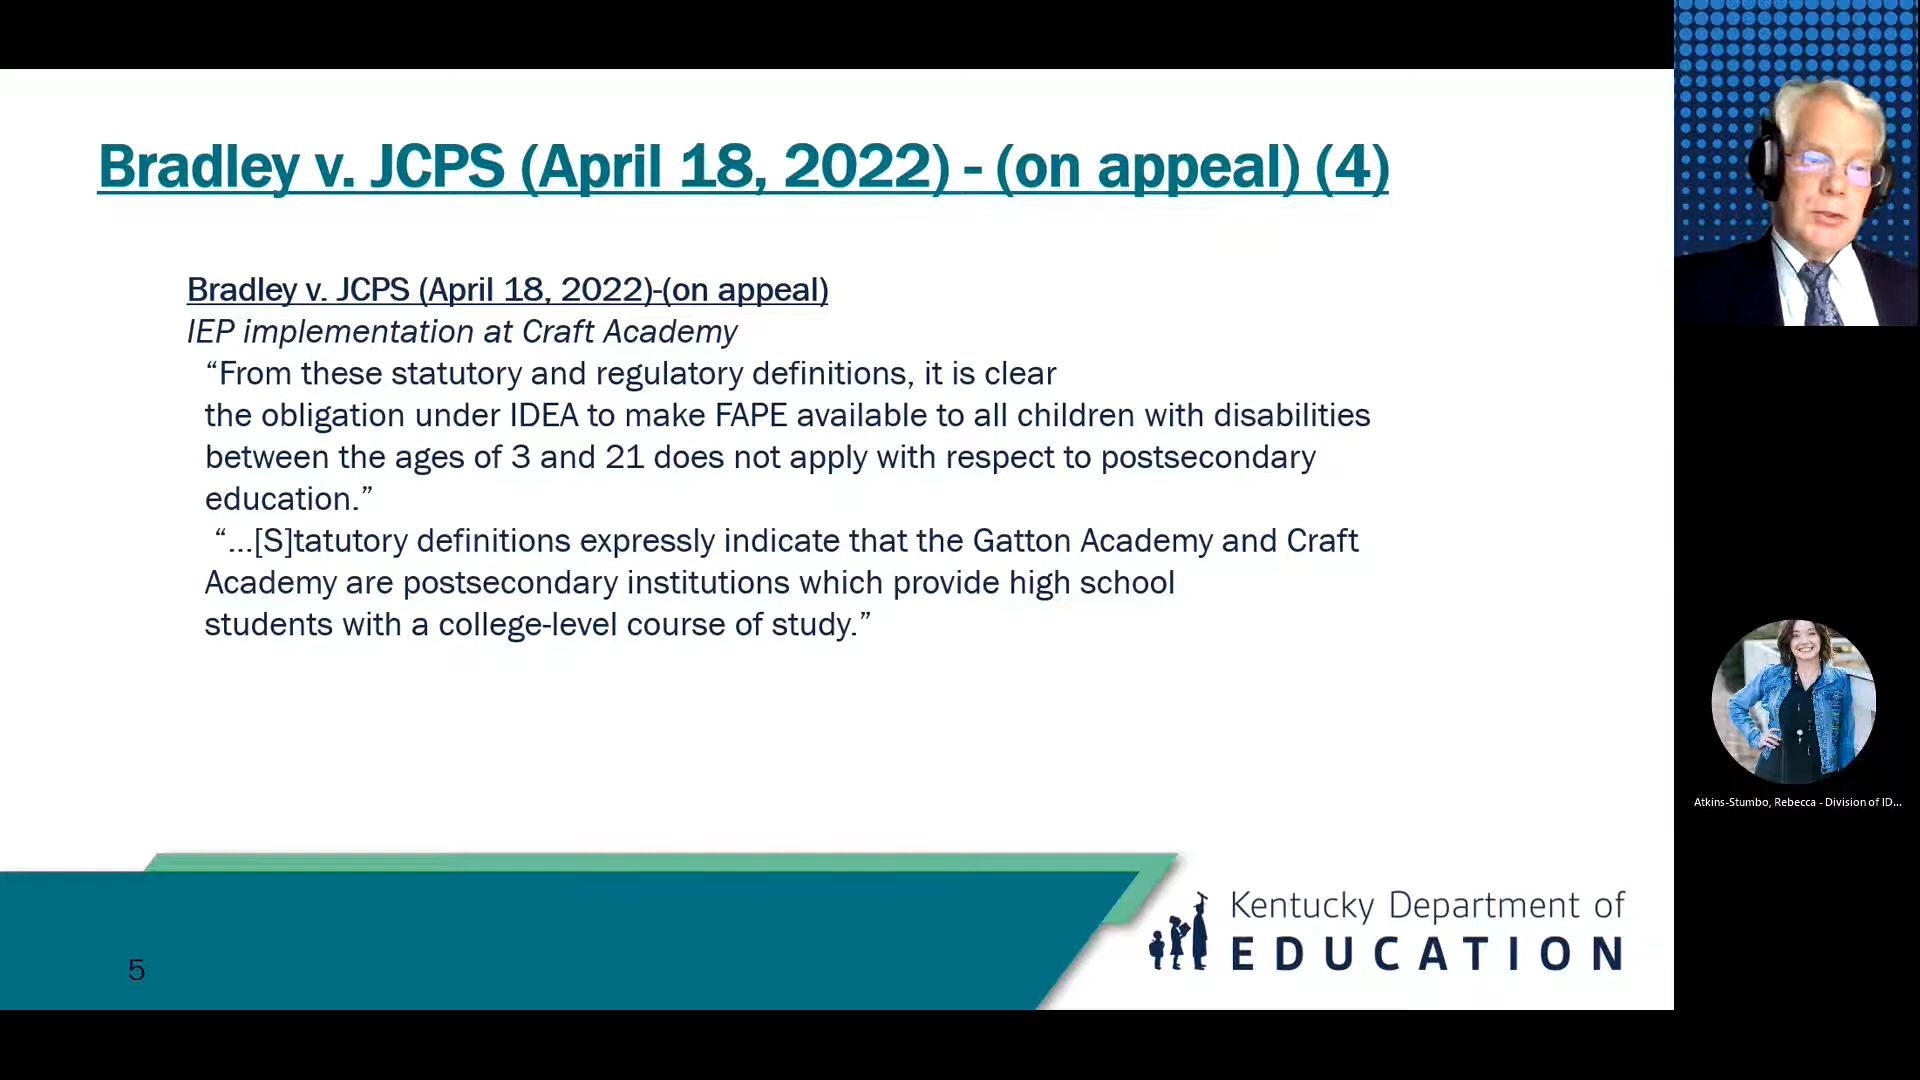 Bradley v. JCPS (April 18, 2022) - (on appeal) (4)
Bradley v. JCPS (April 18, 2022)-(on appeal)
IEP implementation at Craft Academy
“From these statutory and regulatory definitions, it is clear
the obligation under IDEA to make FAPE available to all children with disabilities
between the ages of 3 and 21 does not apply with respect to postsecondary
education.”
“...[S]tatutory definitions expressly indicate that the Gatton Academy and Craft
Academy are postsecondary institutions which provide high school
students with a college-level course of study.”
5
Kentucky Department of
EDUCATION
Atkins-Stumbo, Rebecca - Division of ID...